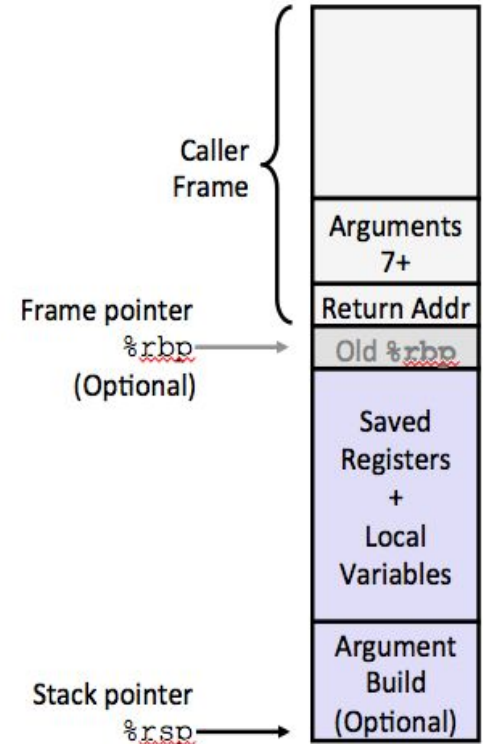 Caller
Frame
Arguments
7+
Return Addr
Frame pointer
%rbp
(Optional)
Old %rbp
Saved
Registers
+
Local
Variables
Argument
Build
(Optional)
Stack pointer
%rsp